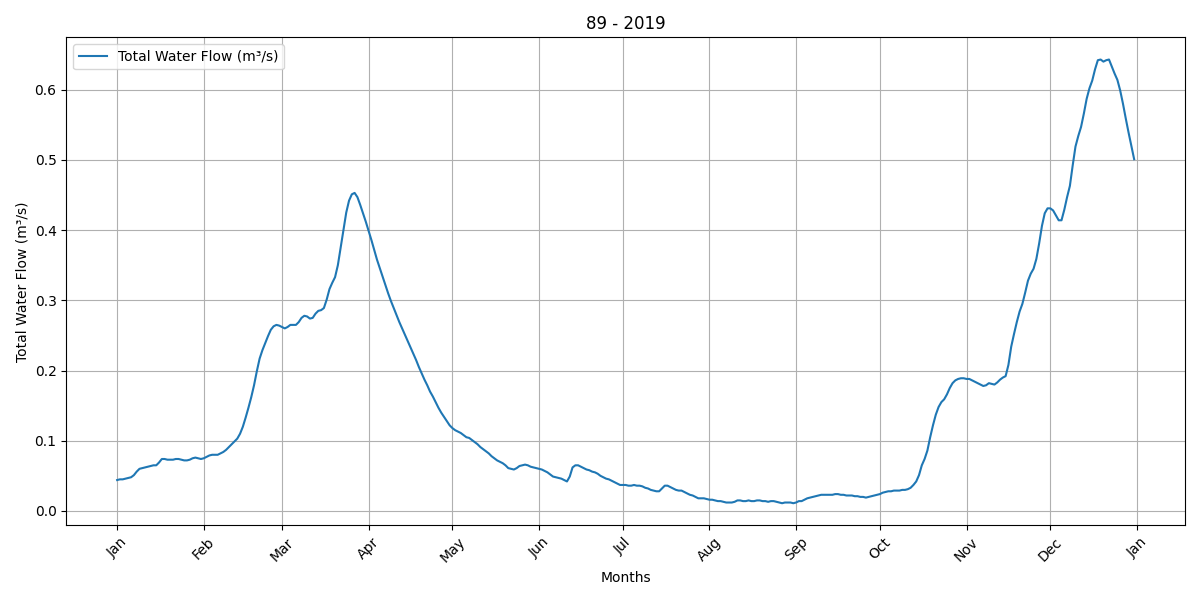 89 - 2019
Total Water Flow (m³/s)
Total Water Flow (m³/s)
0.6
0.5
0.4
0.3
0.2
0.1
0.0
Jan Feb Mar Apr May Jun Jul Aug Sep Oct Nov Dec Jan
Months